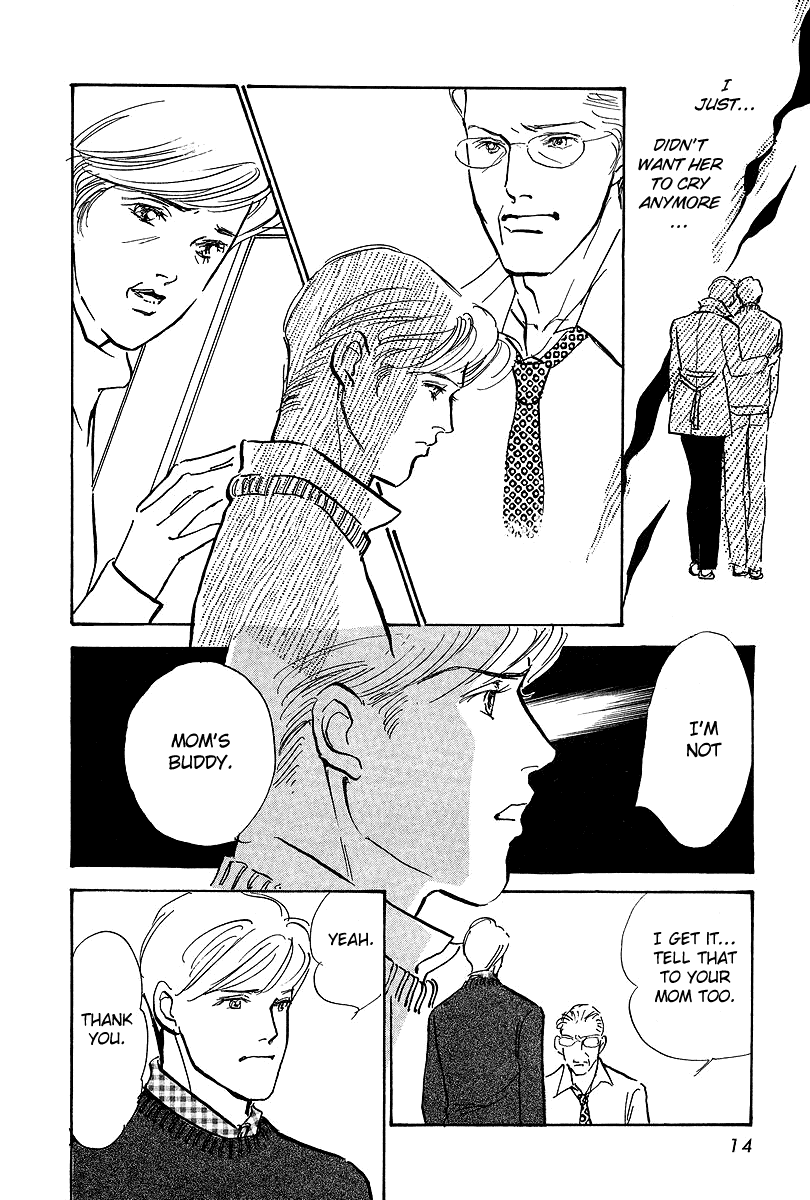 I
JUST...
DIDN'T
WANT HER
TO CRY
ANYMORE
...
I'M
NOT
MOM'S
BUDDY.
I GET IT...
TELL THAT
TO YOUR
MOM TOO.
YEAH.
THANK
YOU.
14